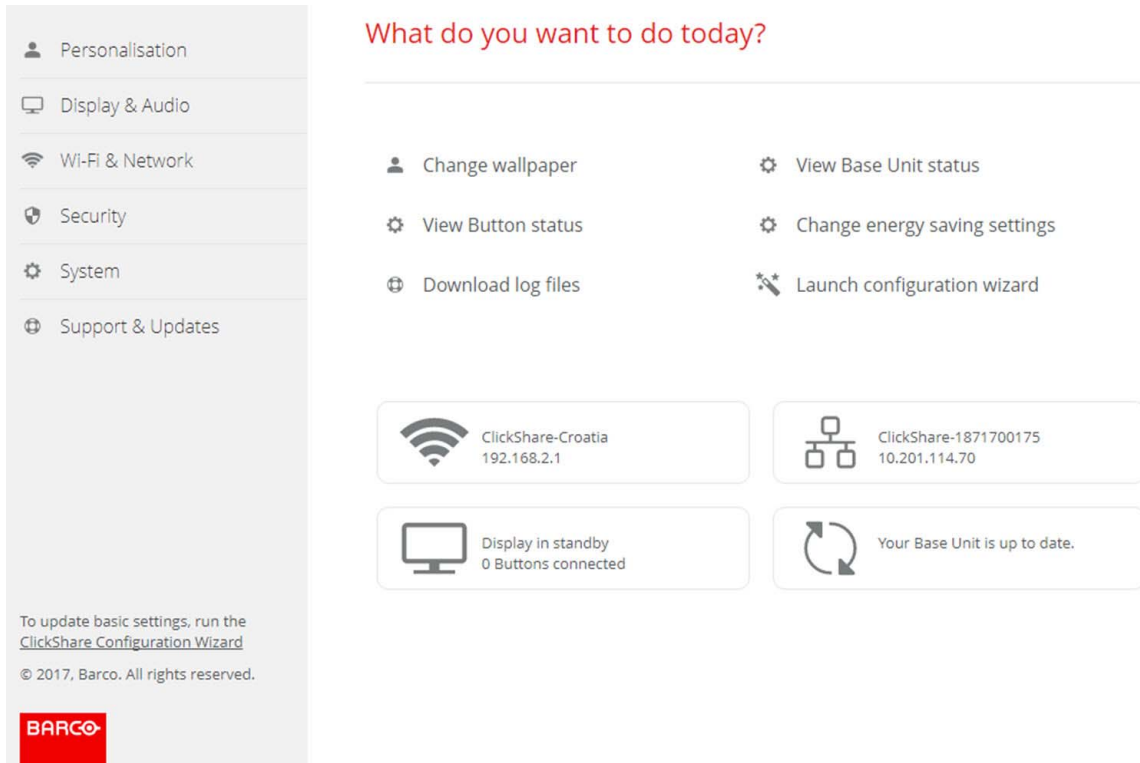 Personalisation
Display & Audio
Wi-Fi & Network
Security
System
Support & Updates
To update basic settings, run the
ClickShare Configuration Wizard
© 2017, Barco. All rights reserved.
BARCO
What do you want to do today?
Change wallpaper
View Base Unit status
View Button status
Change energy saving settings
Download log files
Launch configuration wizard
ClickShare-Croatia
192.168.2.1
ClickShare-1871700175
10.201.114.70
Display in standby
0 Buttons connected
Your Base Unit is up to date.